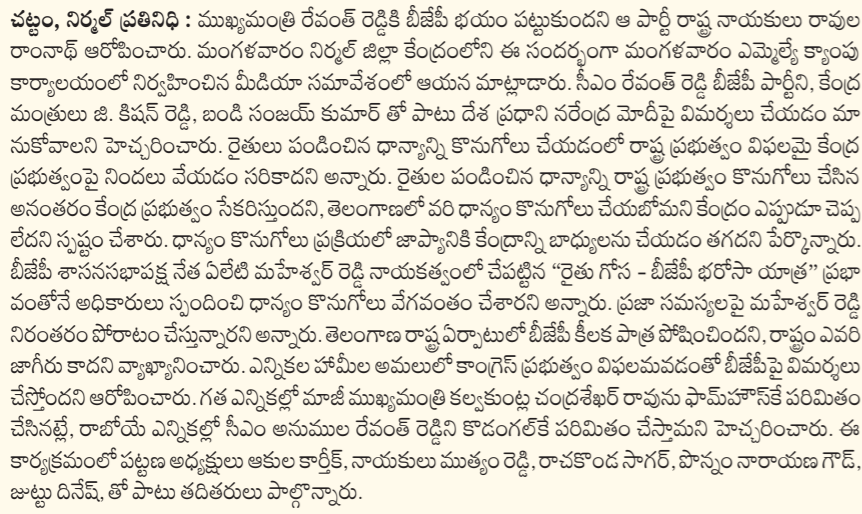 చట్టం, నిర్మల్ ప్రతినిధి : ముఖ్యమంత్రి రేవంత్ రెడ్డికి బీజేపీ భయం పట్టుకుందని ఆ పార్టీ రాష్ట్ర నాయకులు రావుల
రాంనాథ్ ఆరోపించారు. మంగళవారం నిర్మల్ జిల్లా కేంద్రంలోని ఈ సందర్భంగా మంగళవారం ఎమ్మెల్యే క్యాంపు
కార్యాలయంలో నిర్వహించిన మీడియా సమావేశంలో ఆయన మాట్లాడారు. సీఎం రేవంత్ రెడ్డి బీజేపీ పార్టీని, కేంద్ర
మంత్రులు జి. కిషన్ రెడ్డి, బండి సంజయ్ కుమార్ తో పాటు దేశ ప్రధాని నరేంద్ర మోదీపై విమర్శలు చేయడం మా
నుకోవాలని హెచ్చరించారు. రైతులు పండించిన ధాన్యాన్ని కొనుగోలు చేయడంలో రాష్ట్ర ప్రభుత్వం విఫలమై కేంద్ర
ప్రభుత్వంపై నిందలు వేయడం సరికాదని అన్నారు. రైతుల పండించిన ధాన్యాన్ని రాష్ట్ర ప్రభుత్వం కొనుగోలు చేసిన
అనంతరం కేంద్ర ప్రభుత్వం సేకరిస్తుందని, తెలంగాణలో వరి ధాన్యం కొనుగోలు చేయబోమని కేంద్రం ఎప్పుడూ చెప్ప
లేదని స్పష్టం చేశారు. ధాన్యం కొనుగోలు ప్రక్రియలో జాప్యానికి కేంద్రాన్ని బాధ్యులను చేయడం తగదని పేర్కొన్నారు.
బీజేపీ శాసనసభాపక్ష నేత ఏలేటి మహేశ్వర్ రెడ్డి నాయకత్వంలో చేపట్టిన “రైతు గోస - బీజేపీ భరోసా యాత్ర” ప్రభా
వంతోనే అధికారులు స్పందించి ధాన్యం కొనుగోలు వేగవంతం చేశారని అన్నారు. ప్రజా సమస్యలపై మహేశ్వర్ రెడ్డి
నిరంతరం పోరాటం చేస్తున్నారని అన్నారు. తెలంగాణ రాష్ట్ర ఏర్పాటులో బీజేపీ కీలక పాత్ర పోషించిందని, రాష్ట్రం ఎవరి
జాగీరు కాదని వ్యాఖ్యానించారు. ఎన్నికల హామీల అమలులో కాంగ్రెస్ ప్రభుత్వం విఫలమవడంతో బీజేపీపై విమర్శలు
చేస్తోందని ఆరోపించారు. గత ఎన్నికల్లో మాజీ ముఖ్యమంత్రి కల్వకుంట్ల చంద్రశేఖర్ రావును ఫామ్‌హౌస్‌కే పరిమితం
చేసినట్లే, రాబోయే ఎన్నికల్లో సీఎం అనుముల రేవంత్ రెడ్డిని కొడంగల్‌కే పరిమితం చేస్తామని హెచ్చరించారు. ఈ
కార్యక్రమంలో పట్టణ అధ్యక్షులు ఆకుల కార్తీక్, నాయకులు ముత్యం రెడ్డి, రాచకొండ సాగర్, పొన్నం నారాయణ గౌడ్,
జుట్టు దినేష్, తో పాటు తదితరులు పాల్గొన్నారు.